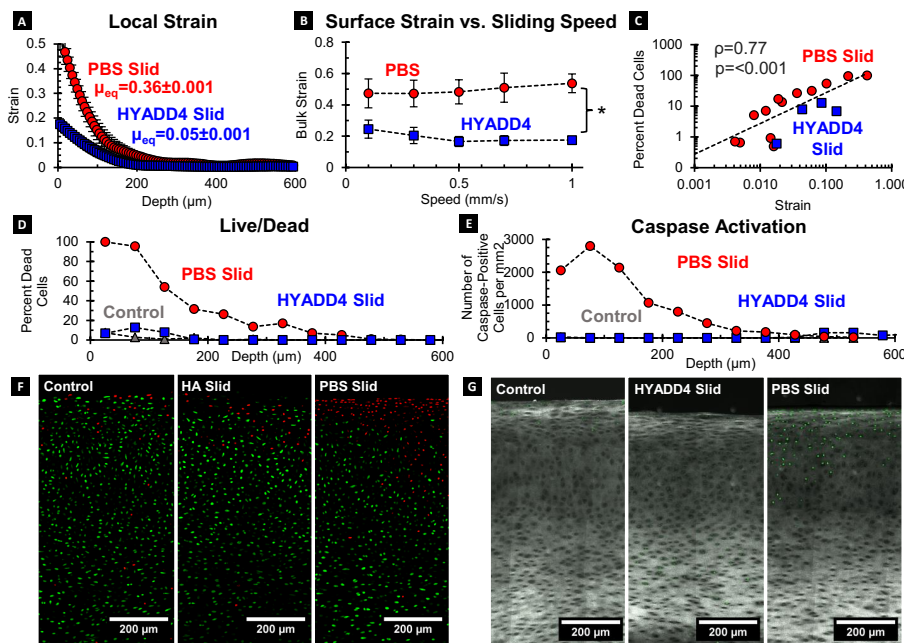 A
Local Strain
0.5
0.4
0.3
0.2
0.1
0
Strain
PBS Slid
μeq=0.36±0.001
HYADD4 Slid
μeq=0.05±0.001
0
200
400
600
Depth (μm)
B
Surface Strain vs. Sliding Speed
0.8
0.6
0.4
0.2
0
Bulk Strain
PBS
HYADD4
*
0
0.5
1
Speed (mm/s)
C
1000
100
10
1
0
Percent Dead Cells
ρ=0.77
p=<0.001
PBS Slid
HYADD4
Slid
0.001
0.010
0.100
1.000
Strain
D
Live/Dead
100
80
60
40
20
0
Percent Dead
Cells
PBS Slid
Control
HYADD4 Slid
0
200
400
600
Depth (μm)
E
Caspase Activation
3000
2000
1000
0
Number of
Caspase-Positive
Cells per mm2
PBS Slid
Control
HYADD4 Slid
0
200
400
600
Depth (μm)
F
Control
HA Slid
PBS Slid
200 μm
200 μm
200 μm
G
Control
HYADD4 Slid
PBS Slid
200 μm
200 μm
200 μm